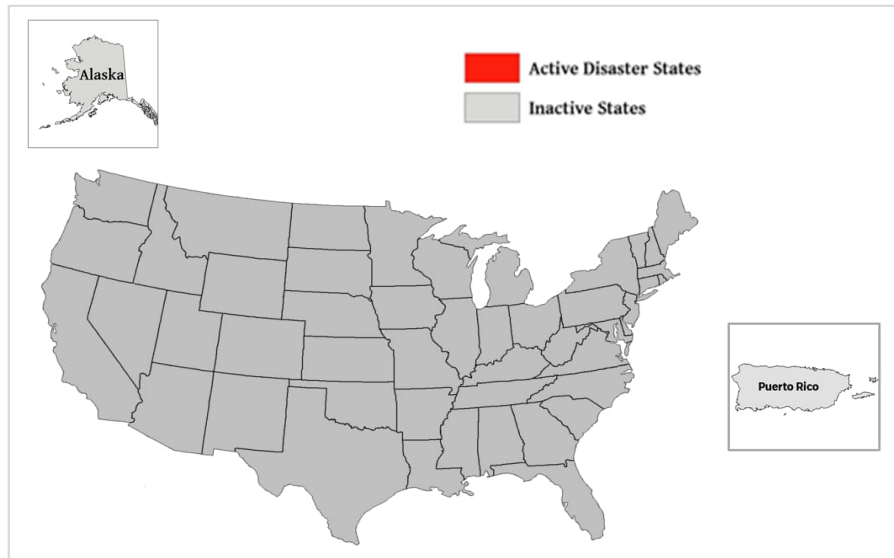 Alaska
Active Disaster States
Inactive States
Puerto Rico